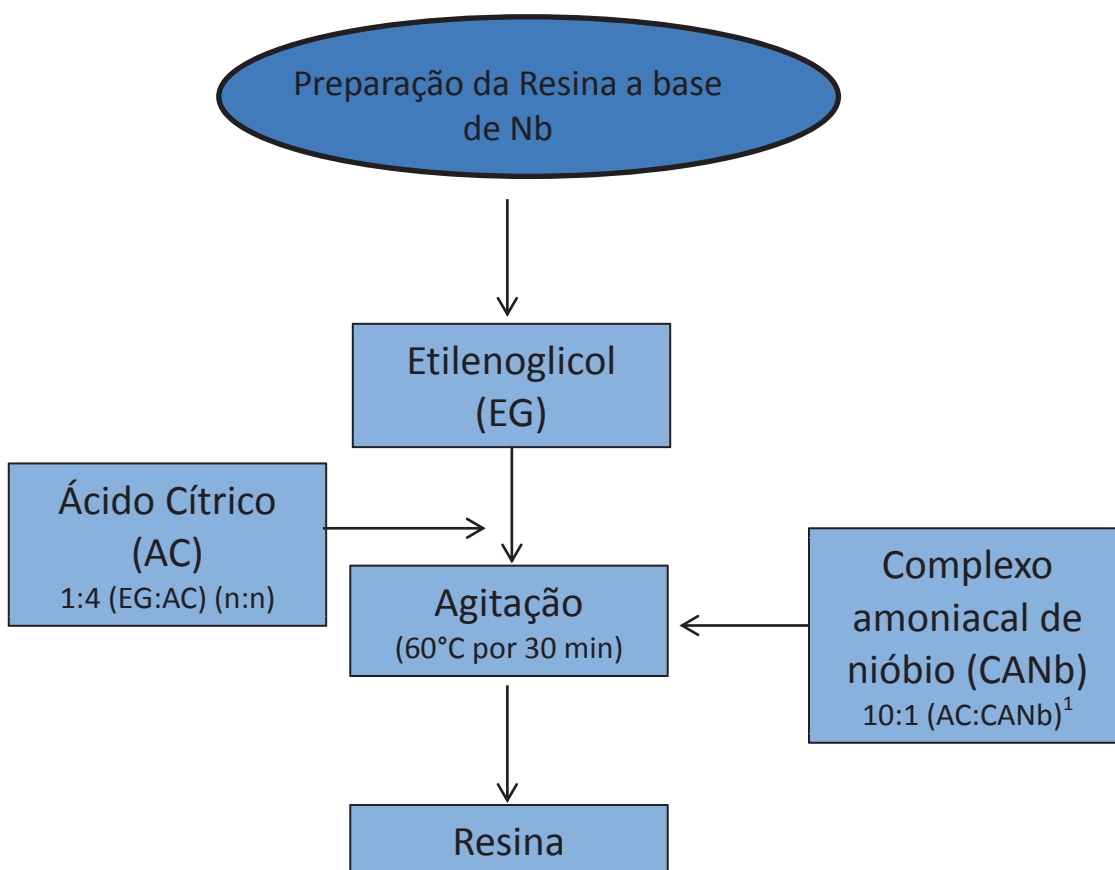 Preparação da Resina a base
de Nb
Etilenoglicol
(EG)
Ácido Cítrico
(AC)
1:4 (EG:AC) (n:n)
Agitação
(60°C por 30 min)
Complexo
amoniacal de
nióbio (CANb)
10:1 (AC:CANb)¹
Resina